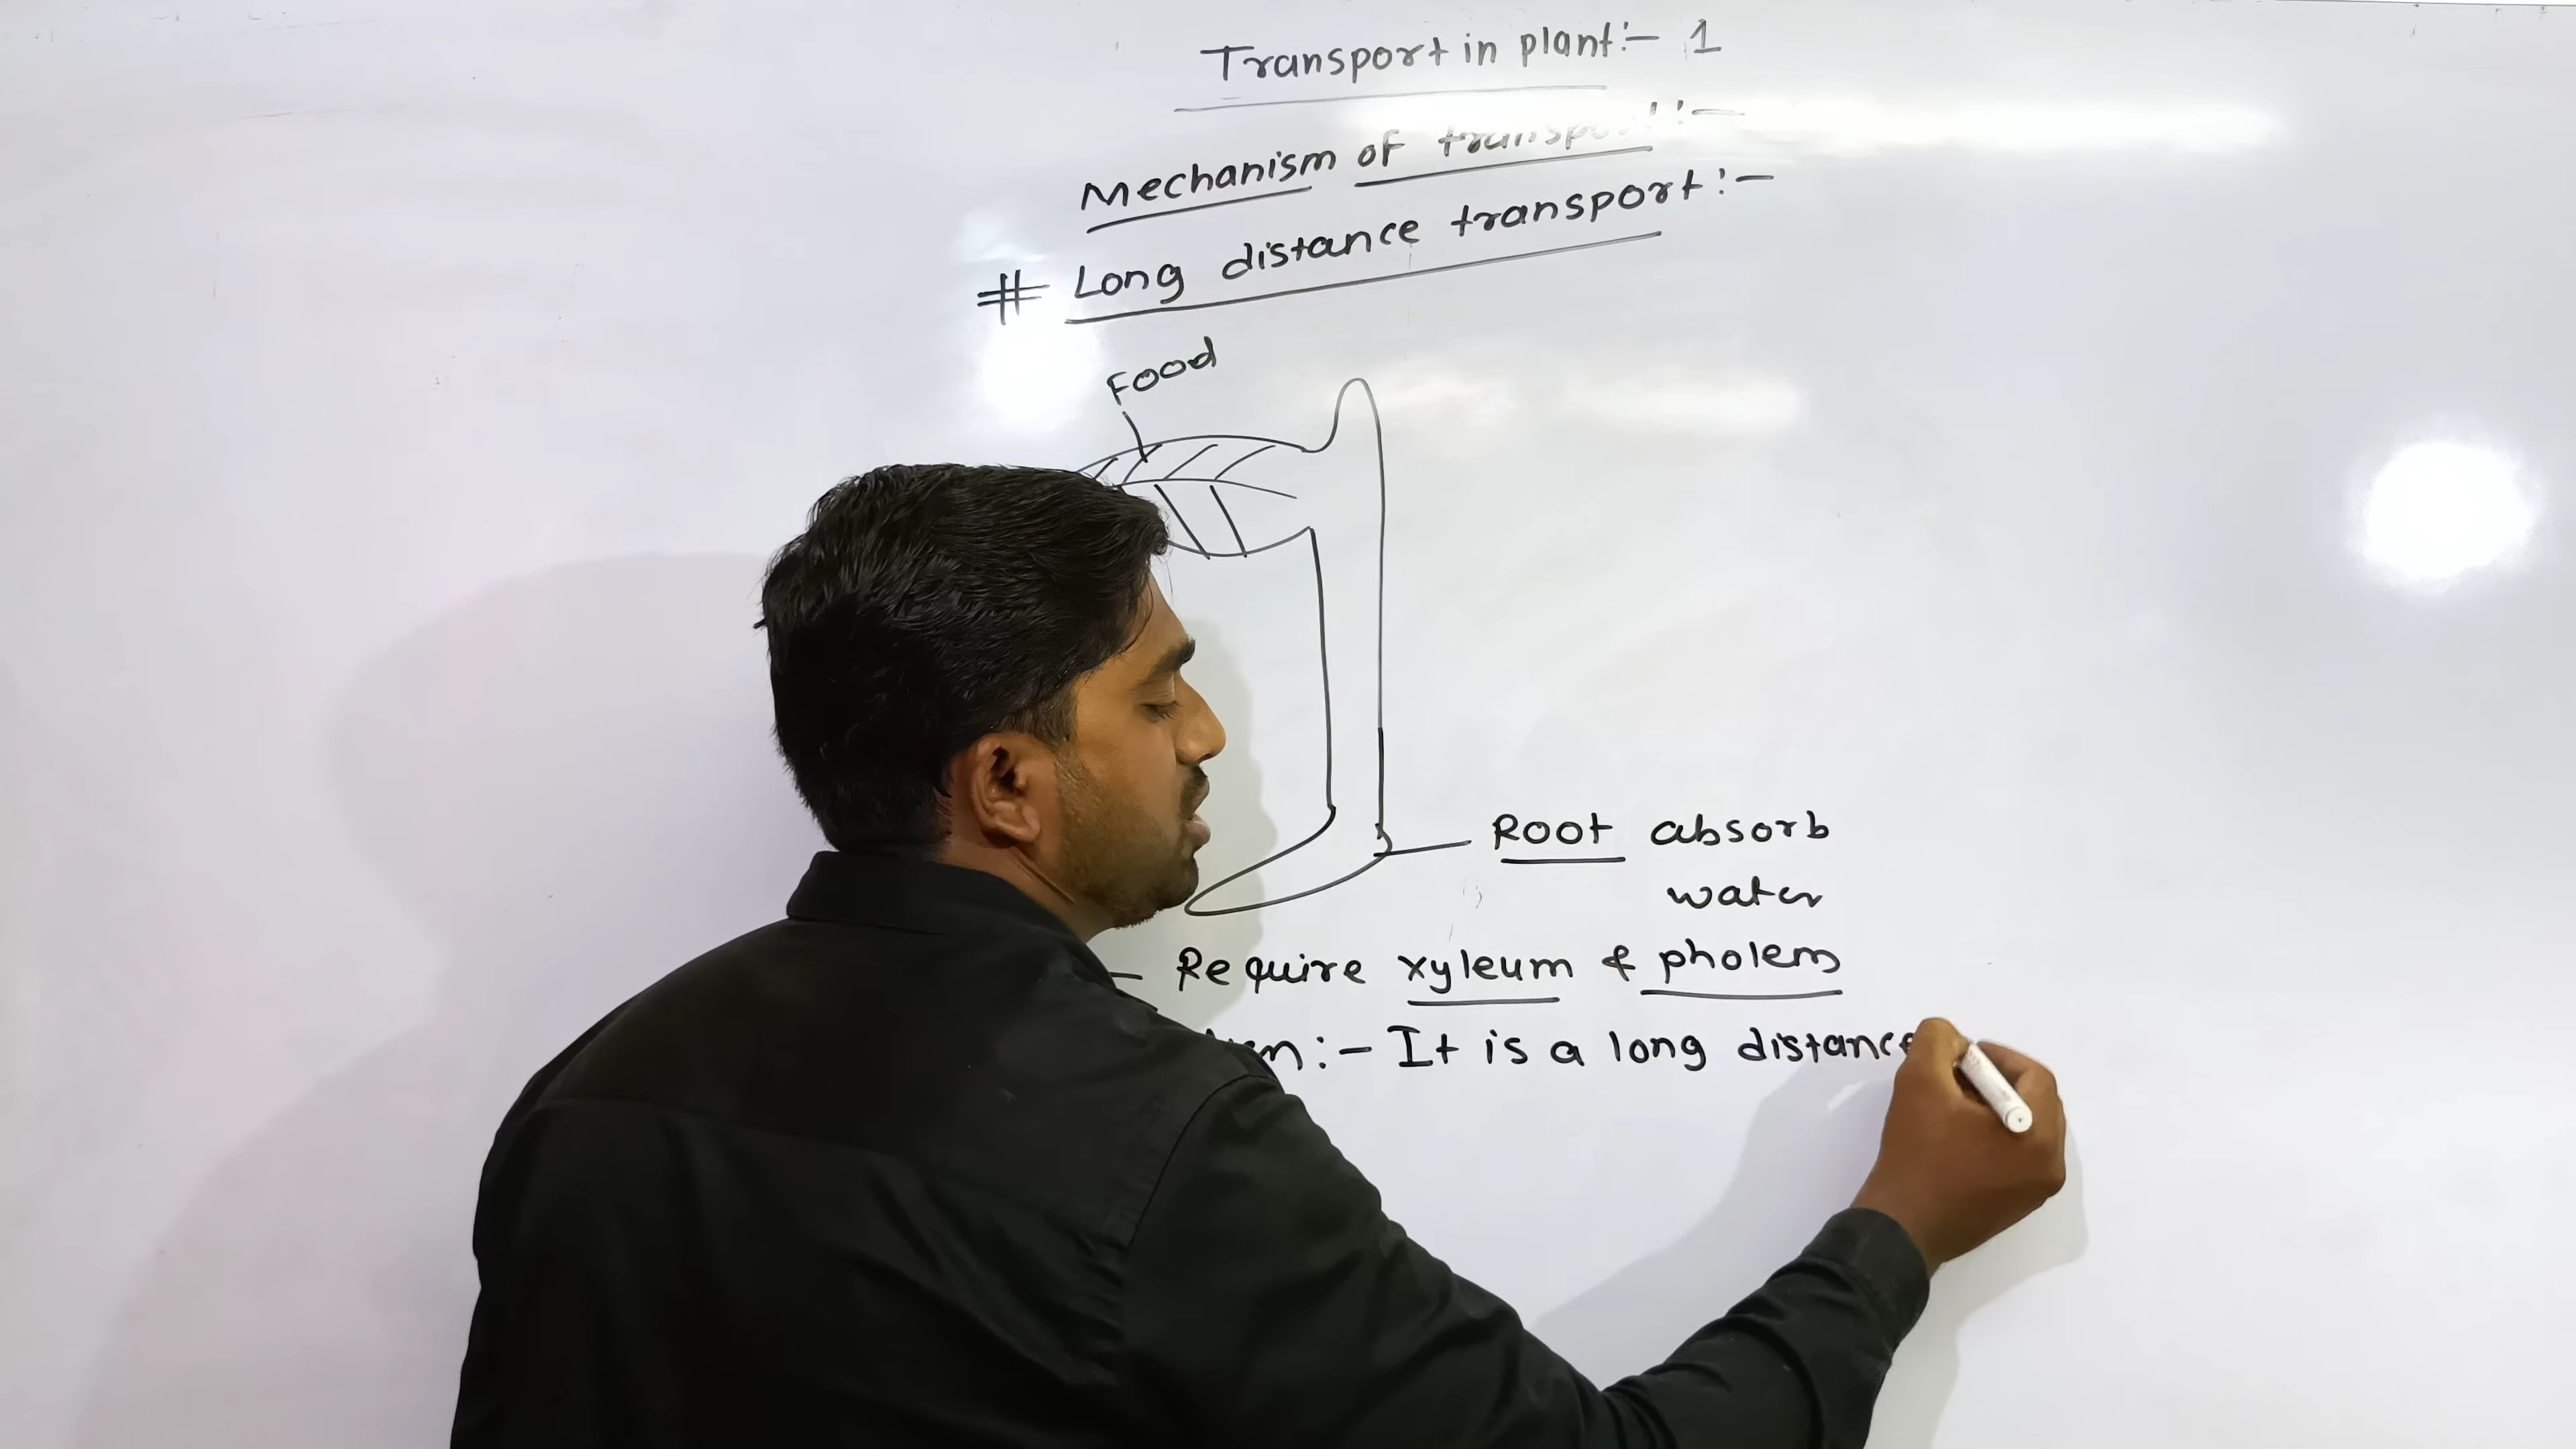 Transport in plant:- 1
Mechanism of transport:-
# Long distance transport:-
Food
Root absorb
water
- Require xyleum & pholem
:- It is a long distance